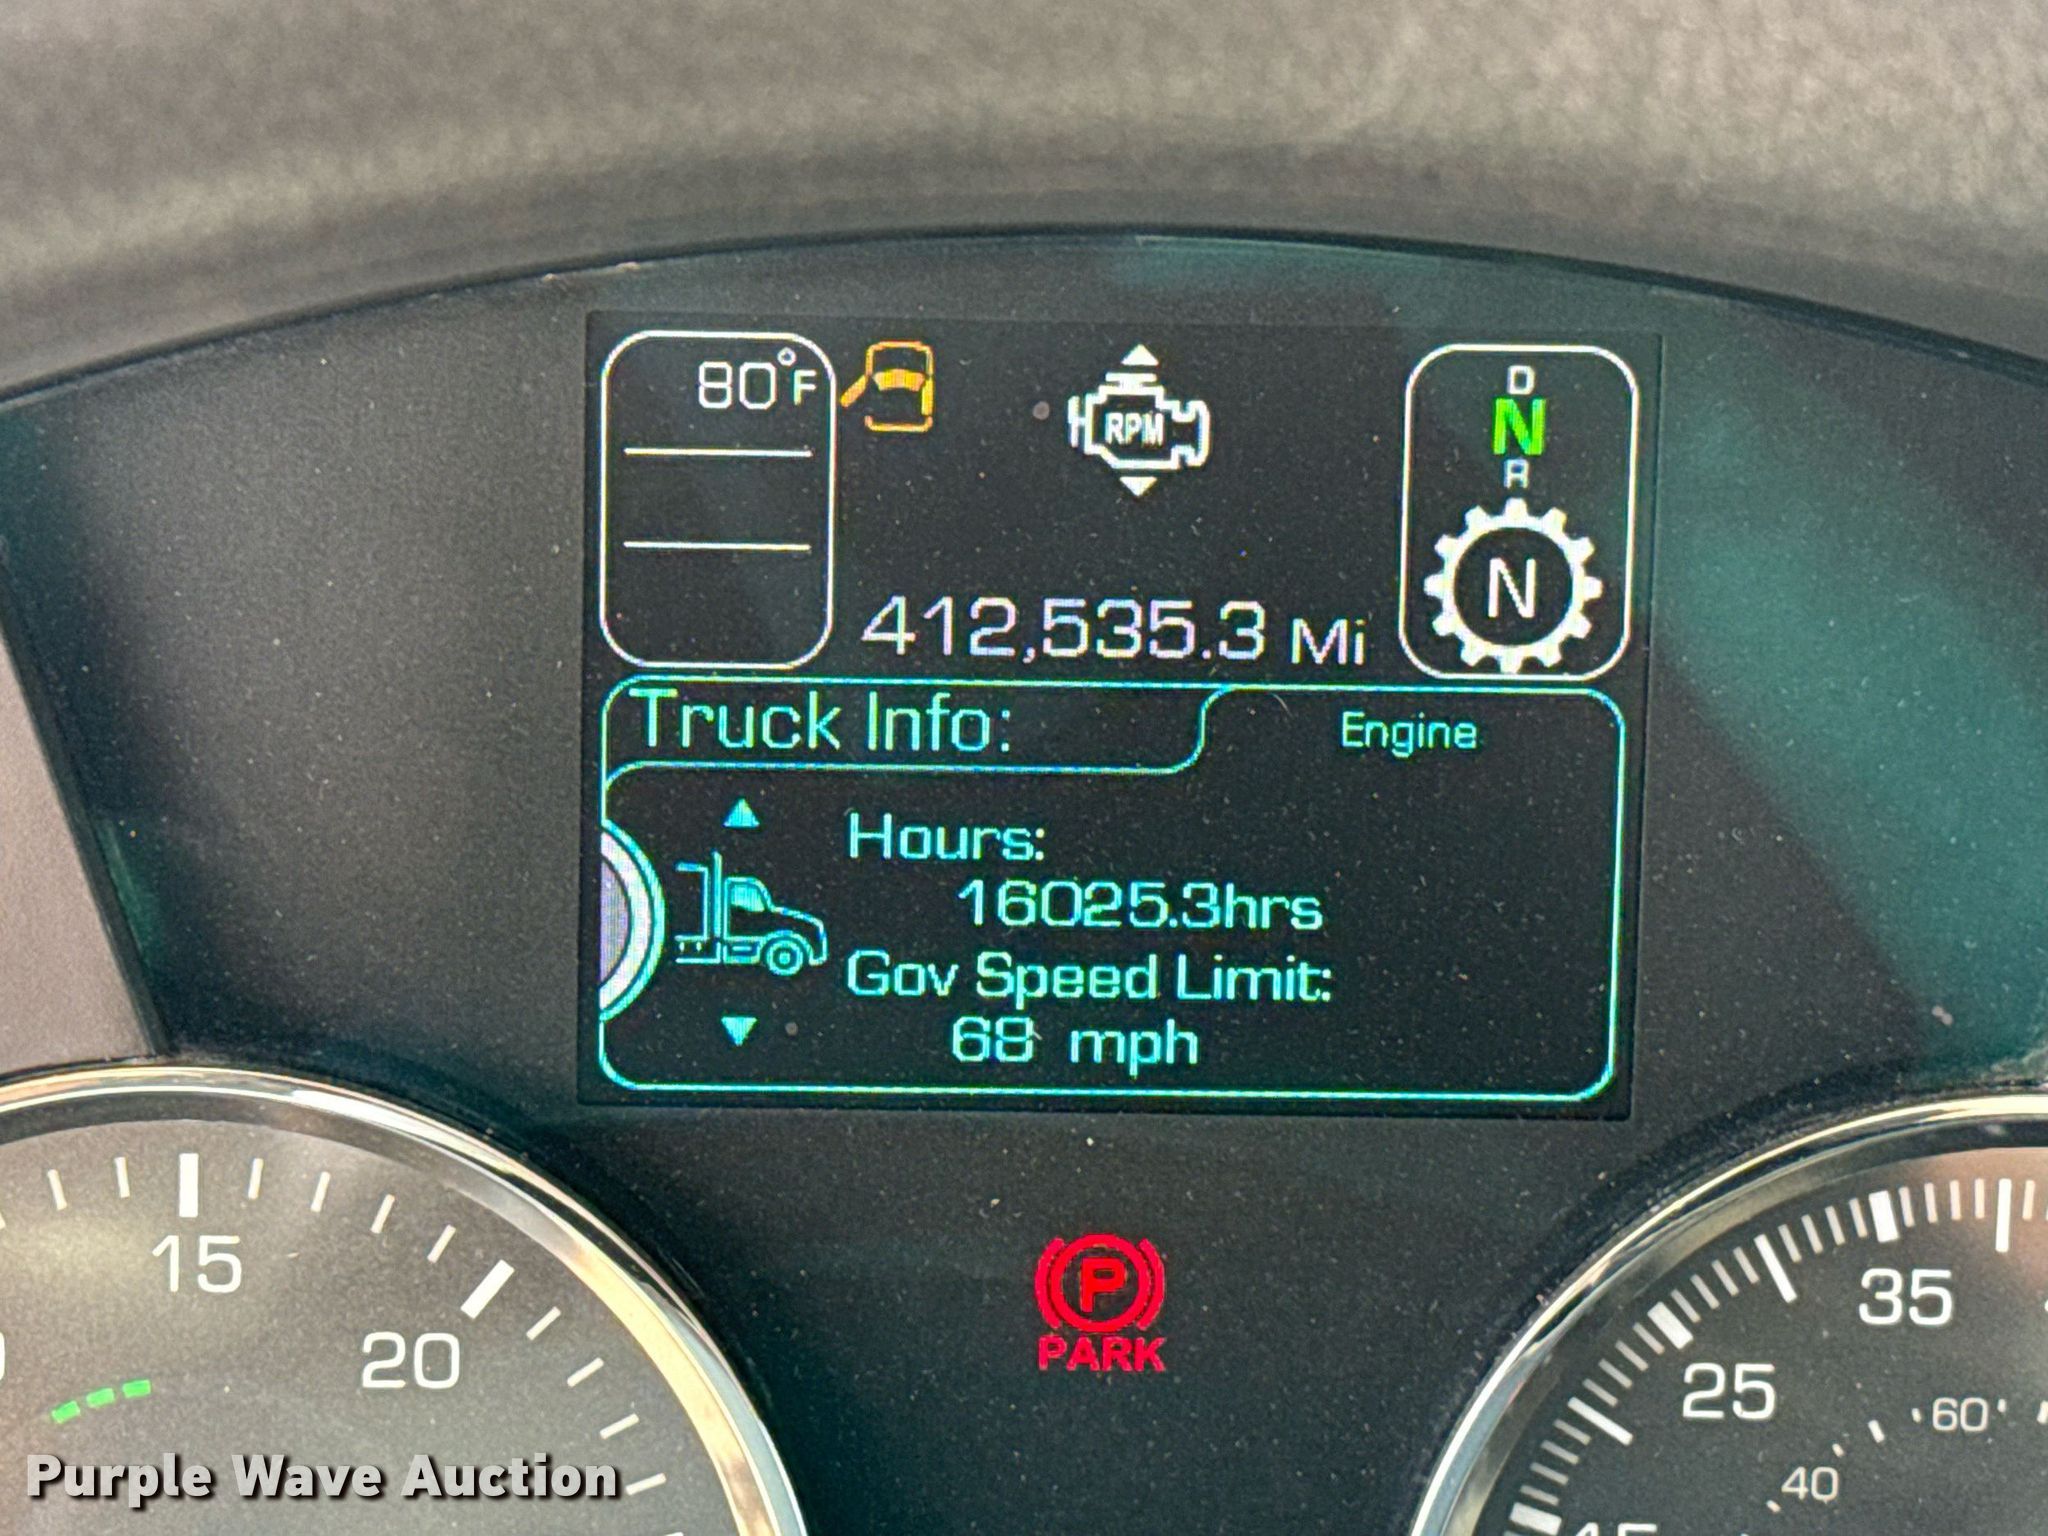 80°F
RPM
D
N
R
N
412,535.3 Mi
Truck Info:
Engine
Hours:
16025.3hrs
Gov Speed Limit:
68 mph
15
20
P
PARK
35
25
60
40
Purple Wave Auction